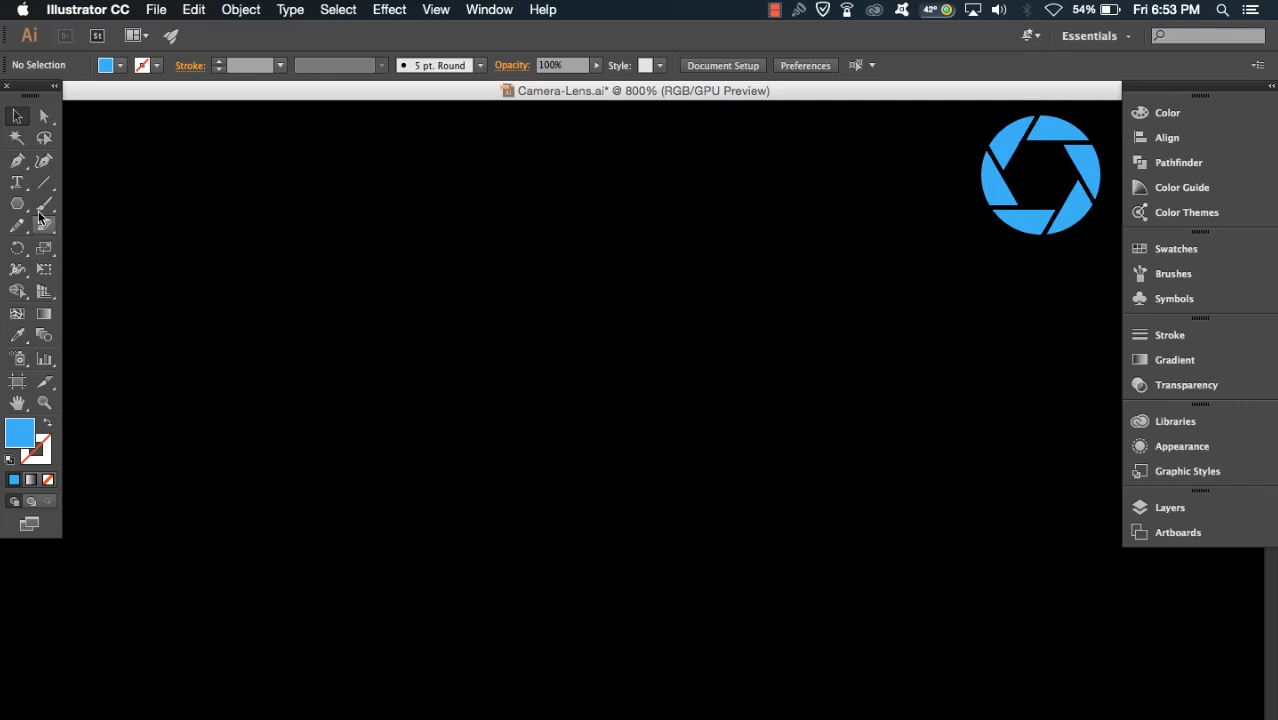 Illustrator CC File Edit Object Type Select Effect View Window Help 42° 54% Fri 6:53 PM
Ai Br St Essentials
No Selection Stroke: 5 pt. Round Opacity: 100% Style: Document Setup Preferences
Camera-Lens.ai* @ 800% (RGB/GPU Preview)
Color
Align
Pathfinder
Color Guide
Color Themes
Swatches
Brushes
Symbols
Stroke
Gradient
Transparency
Libraries
Appearance
Graphic Styles
Layers
Artboards
T